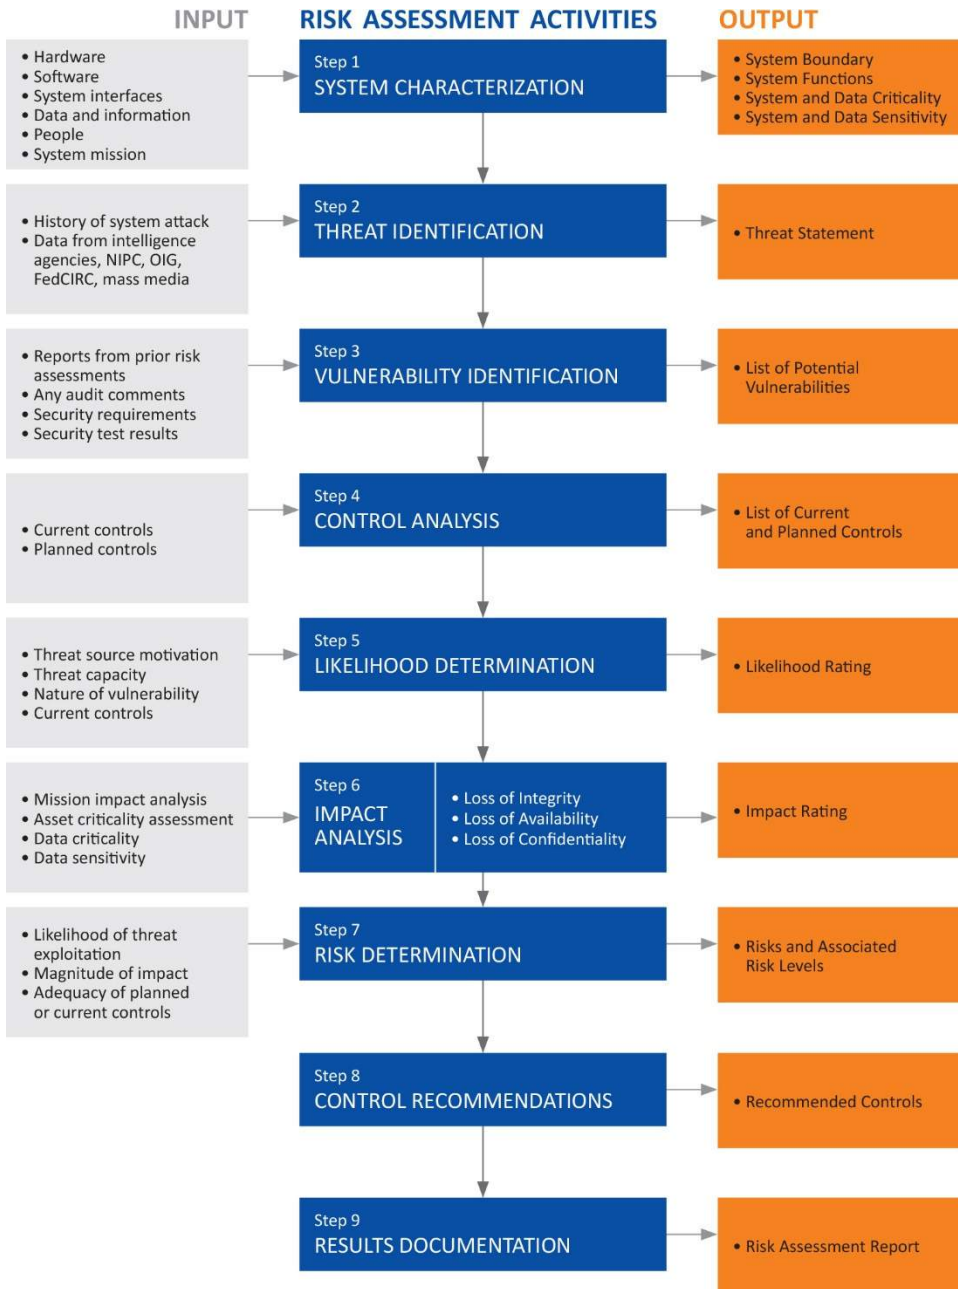 INPUT
RISK ASSESSMENT ACTIVITIES
OUTPUT
• Hardware
• Software
• System interfaces
• Data and information
• People
• System mission
Step 1
SYSTEM CHARACTERIZATION
• System Boundary
• System Functions
• System and Data Criticality
• System and Data Sensitivity
• History of system attack
• Data from intelligence
agencies, NIPC, OIG,
FedCIRC, mass media
Step 2
THREAT IDENTIFICATION
• Threat Statement
• Reports from prior risk
assessments
• Any audit comments
• Security requirements
• Security test results
Step 3
VULNERABILITY IDENTIFICATION
• List of Potential
Vulnerabilities
• Current controls
• Planned controls
Step 4
CONTROL ANALYSIS
• List of Current
and Planned Controls
• Threat source motivation
• Threat capacity
• Nature of vulnerability
• Current controls
Step 5
LIKELIHOOD DETERMINATION
• Likelihood Rating
• Mission impact analysis
• Asset criticality assessment
• Data criticality
• Data sensitivity
Step 6
IMPACT
ANALYSIS
• Loss of Integrity
• Loss of Availability
• Loss of Confidentiality
• Impact Rating
• Likelihood of threat
exploitation
• Magnitude of impact
• Adequacy of planned
or current controls
Step 7
RISK DETERMINATION
• Risks and Associated
Risk Levels
Step 8
CONTROL RECOMMENDATIONS
• Recommended Controls
Step 9
RESULTS DOCUMENTATION
• Risk Assessment Report